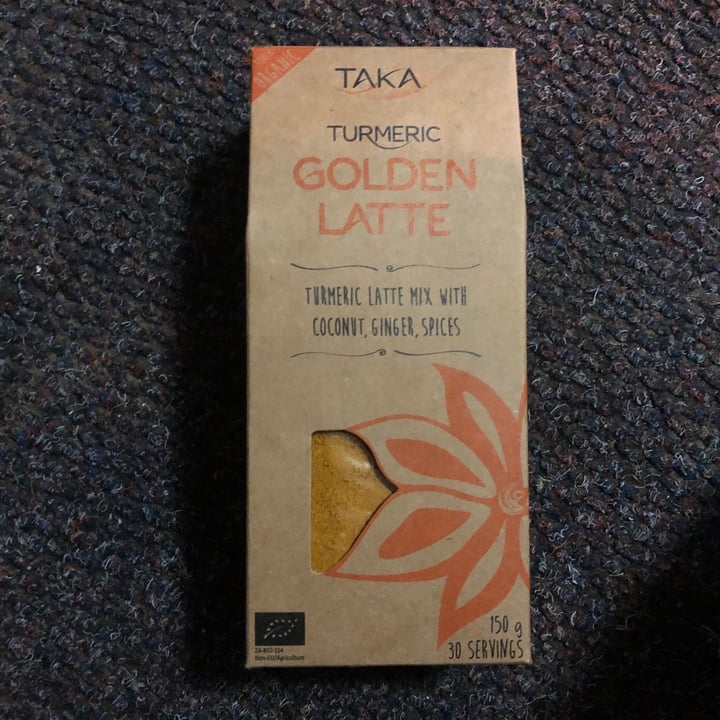 ORGANIC
TAKA
TURMERIC
GOLDEN
LATTE
TURMERIC LATTE MIX WITH
COCONUT, GINGER, SPICES
150 g
30 SERVINGS
ZA-BIO-154
Non-EU/Agriculture